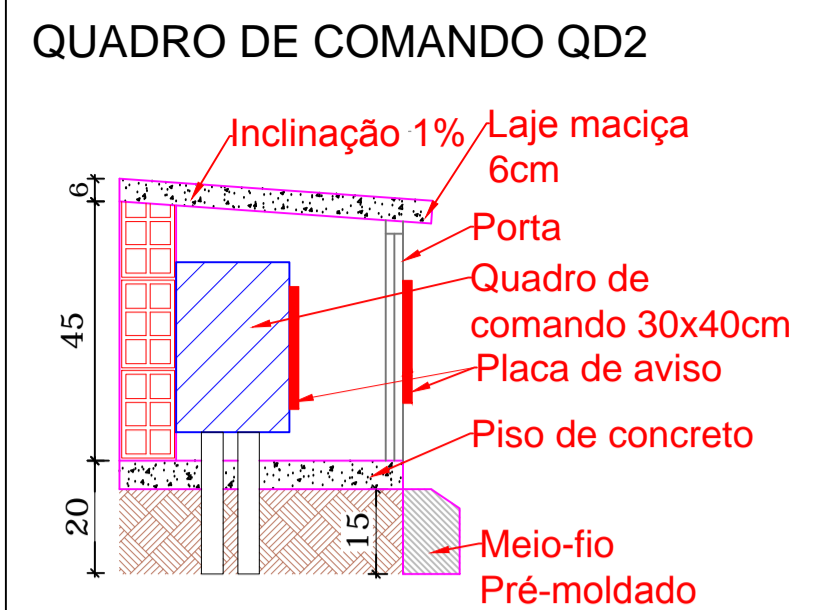 QUADRO DE COMANDO QD2
Inclinação 1%
Laje maciça
6cm
Porta
Quadro de
comando 30x40cm
Placa de aviso
Piso de concreto
Meio-fio
Pré-moldado
6
45
20
15